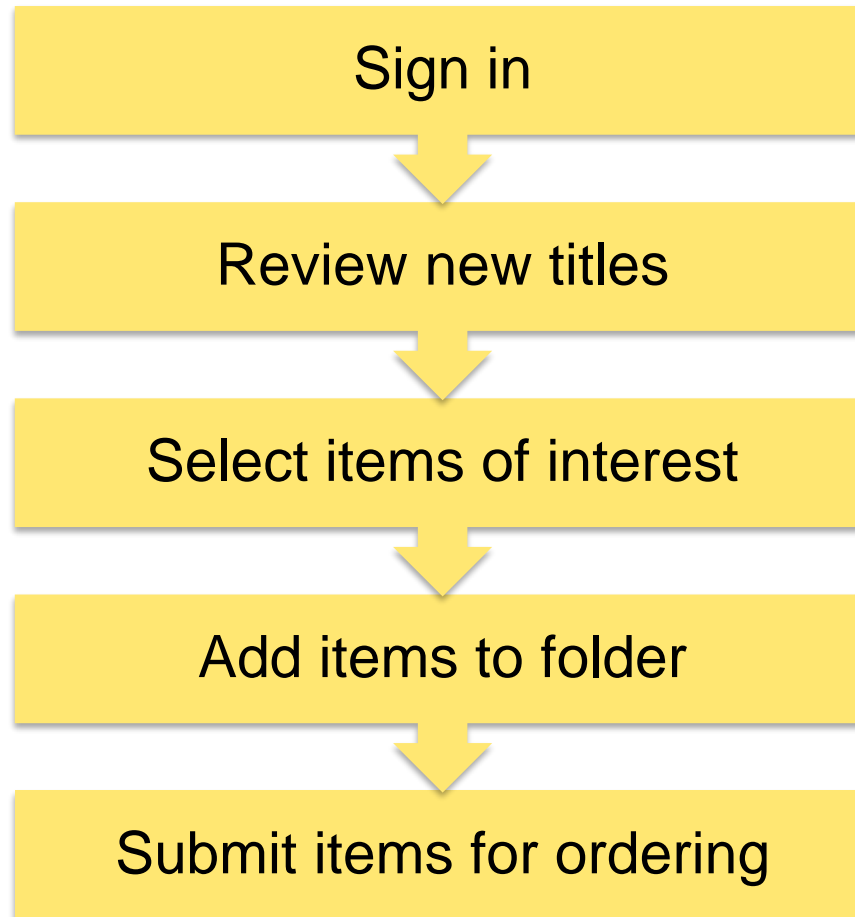 Sign in
Review new titles
Select items of interest
Add items to folder
Submit items for ordering